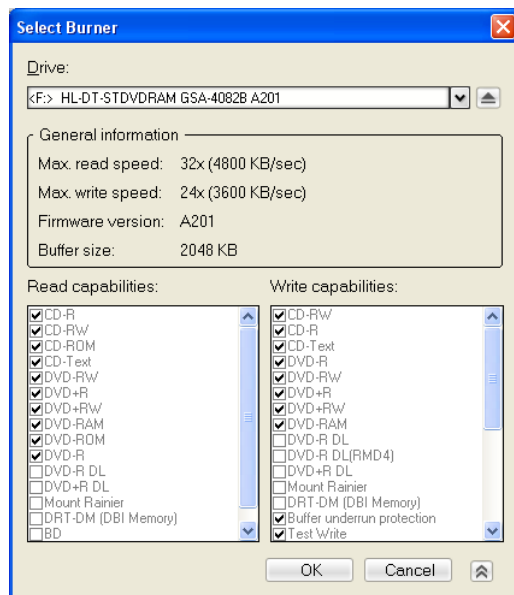 Select Burner
Drive:
<F:> HL-DT-STDVDRAM GSA-4082B A201
General information
Max. read speed: 32x (4800 KB/sec)
Max. write speed: 24x (3600 KB/sec)
Firmware version: A201
Buffer size: 2048 KB
Read capabilities:
CD-R
CD-RW
CD-ROM
CD-Text
DVD-RW
DVD+R
DVD+RW
DVD-RAM
DVD-ROM
DVD-R
DVD-R DL
DVD+R DL
Mount Rainier
DRT-DM (DBI Memory)
BD
Write capabilities:
CD-RW
CD-R
CD-Text
DVD-R
DVD-RW
DVD+R
DVD+RW
DVD-RAM
DVD-R DL
DVD-R DL(RMD4)
DVD+R DL
Mount Rainier
DRT-DM (DBI Memory)
Buffer underrun protection
Test Write
OK Cancel